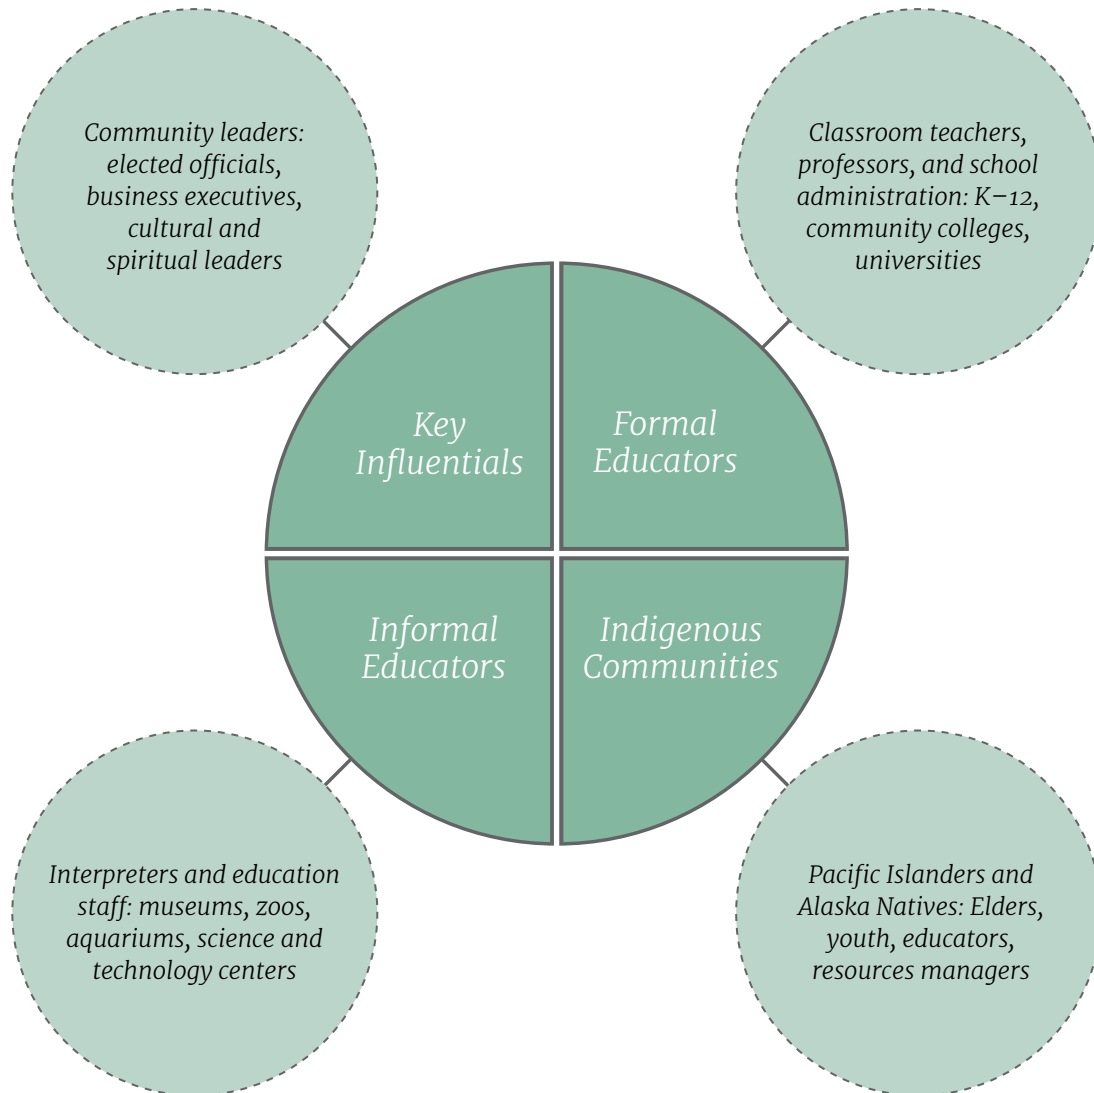 Community leaders:
elected officials,
business executives,
cultural and
spiritual leaders
Classroom teachers,
professors, and school
administration: K–12,
community colleges,
universities
Key
Influentials
Formal
Educators
Informal
Educators
Indigenous
Communities
Interpreters and education
staff: museums, zoos,
aquariums, science and
technology centers
Pacific Islanders and
Alaska Natives: Elders,
youth, educators,
resources managers